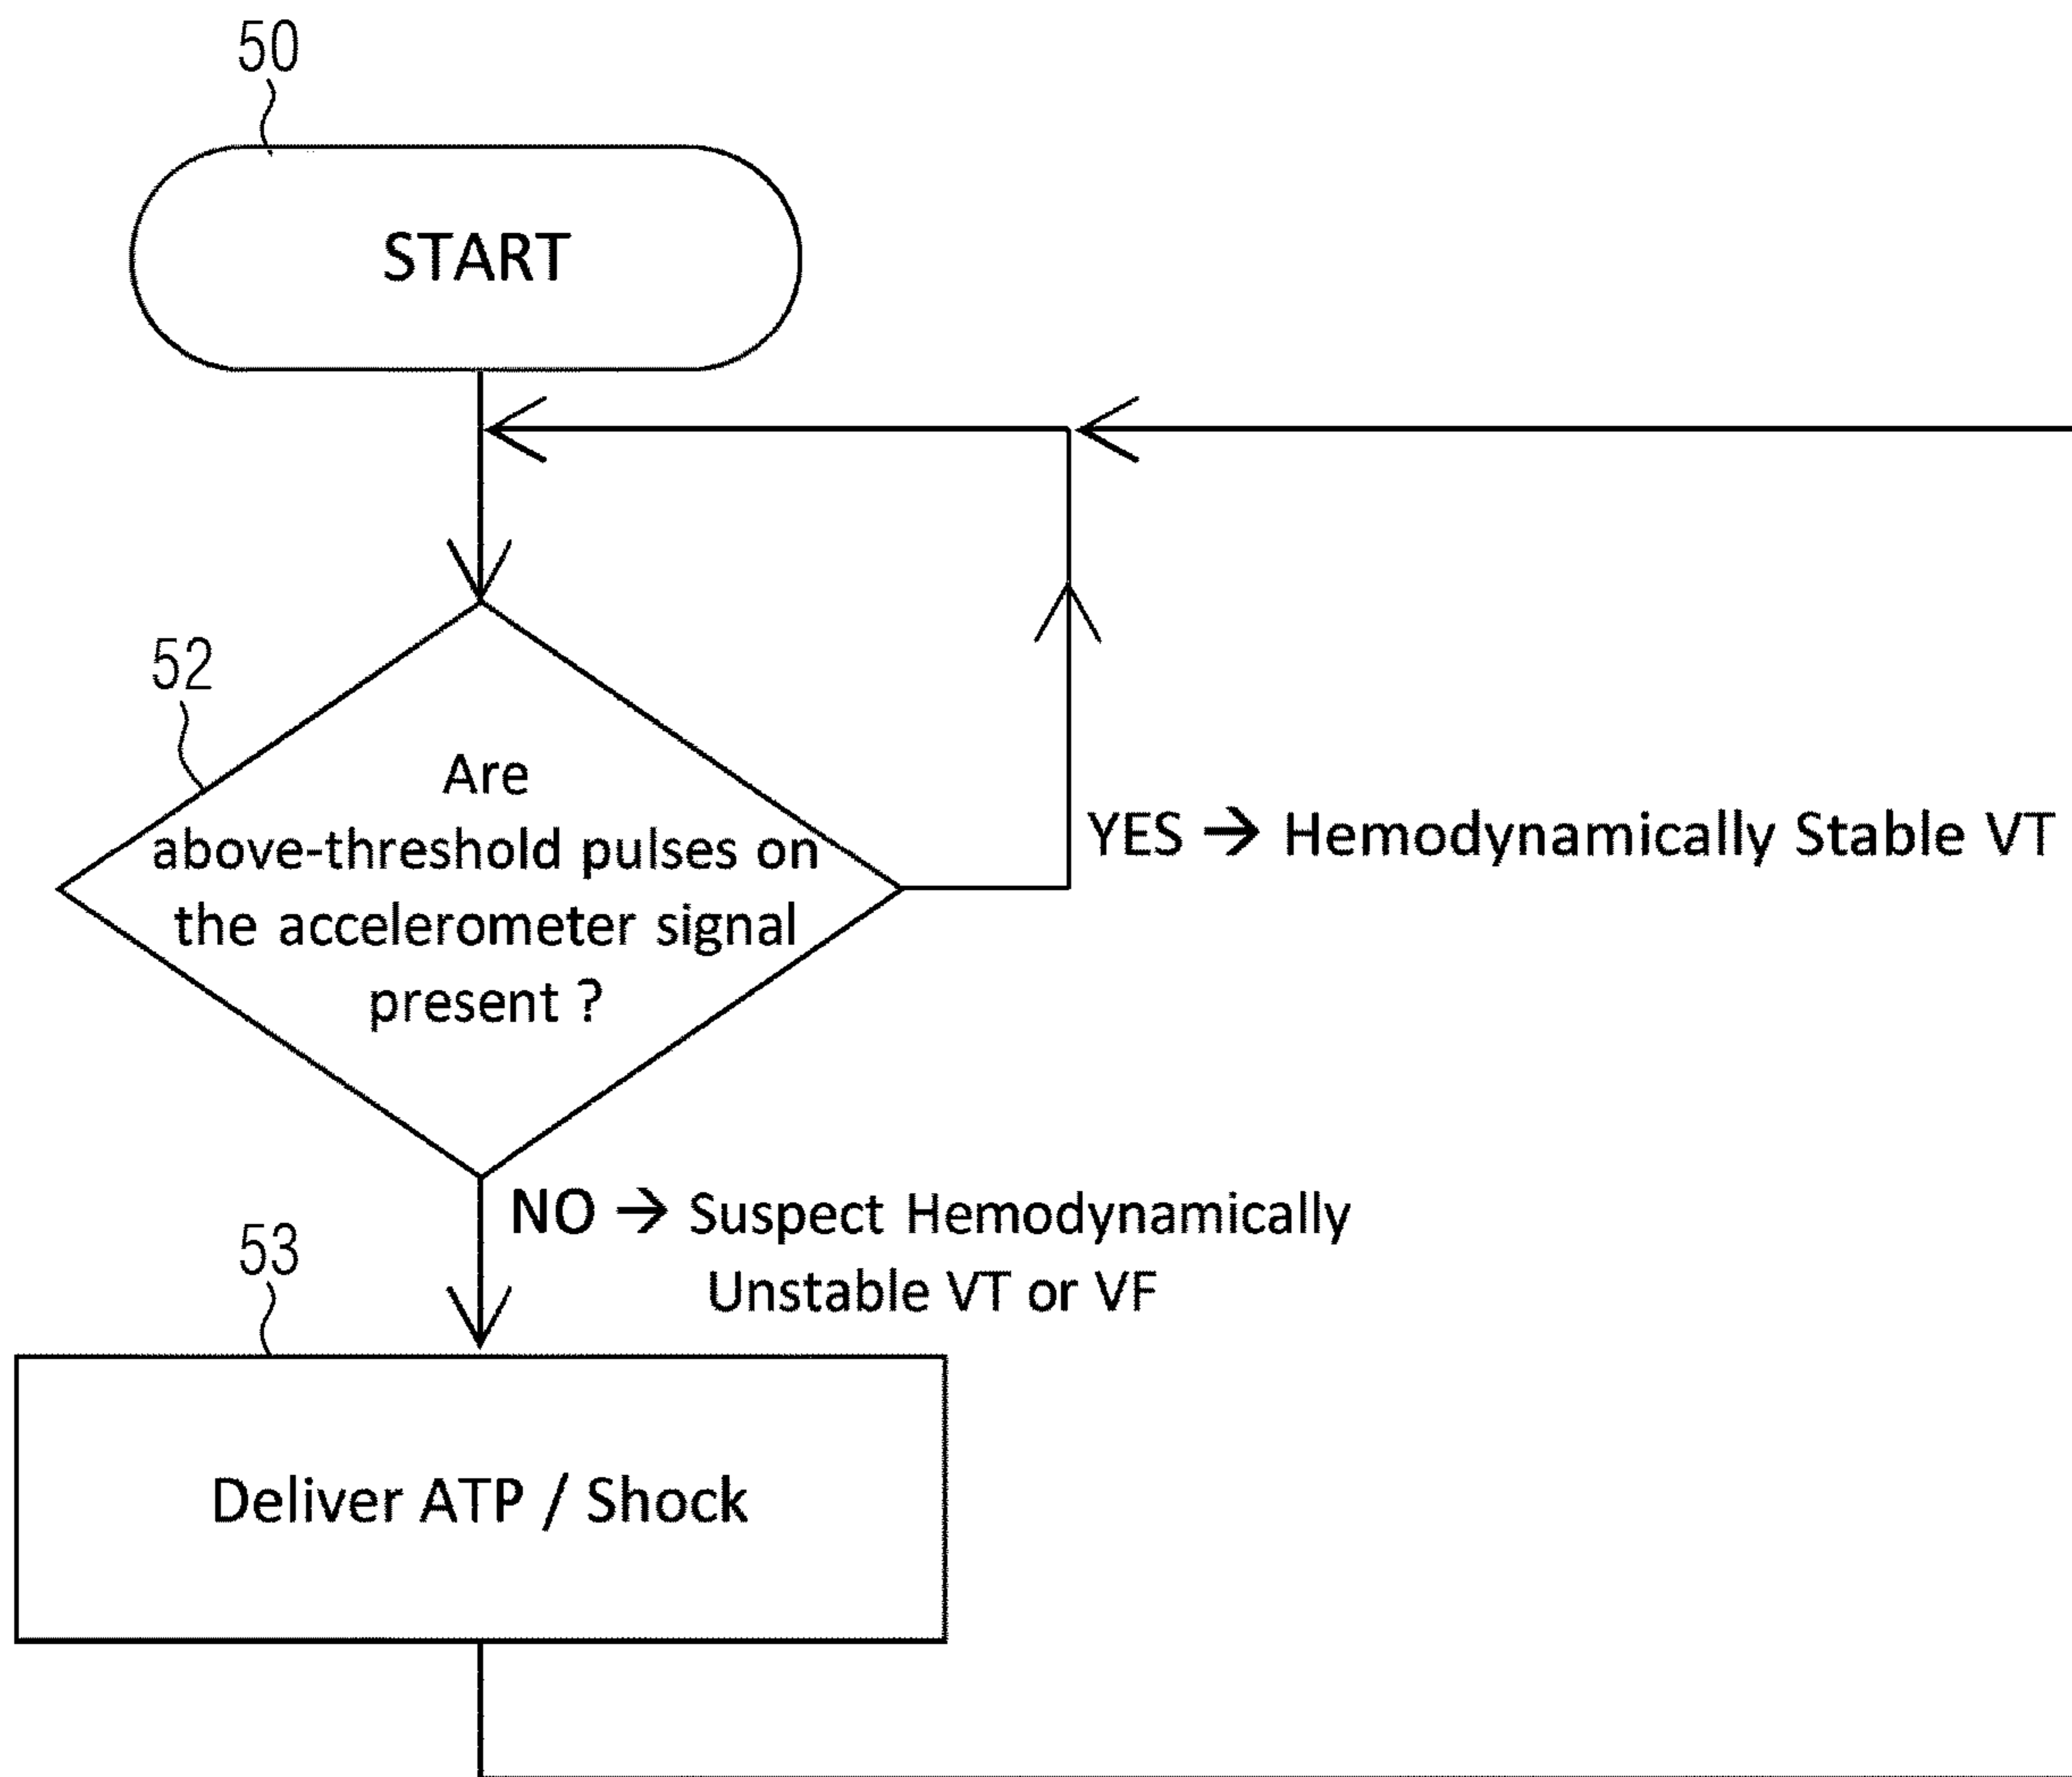 50
START
52
Are
above-threshold pulses on
the accelerometer signal
present ?
YES → Hemodynamically Stable VT
NO → Suspect Hemodynamically
Unstable VT or VF
53
Deliver ATP / Shock